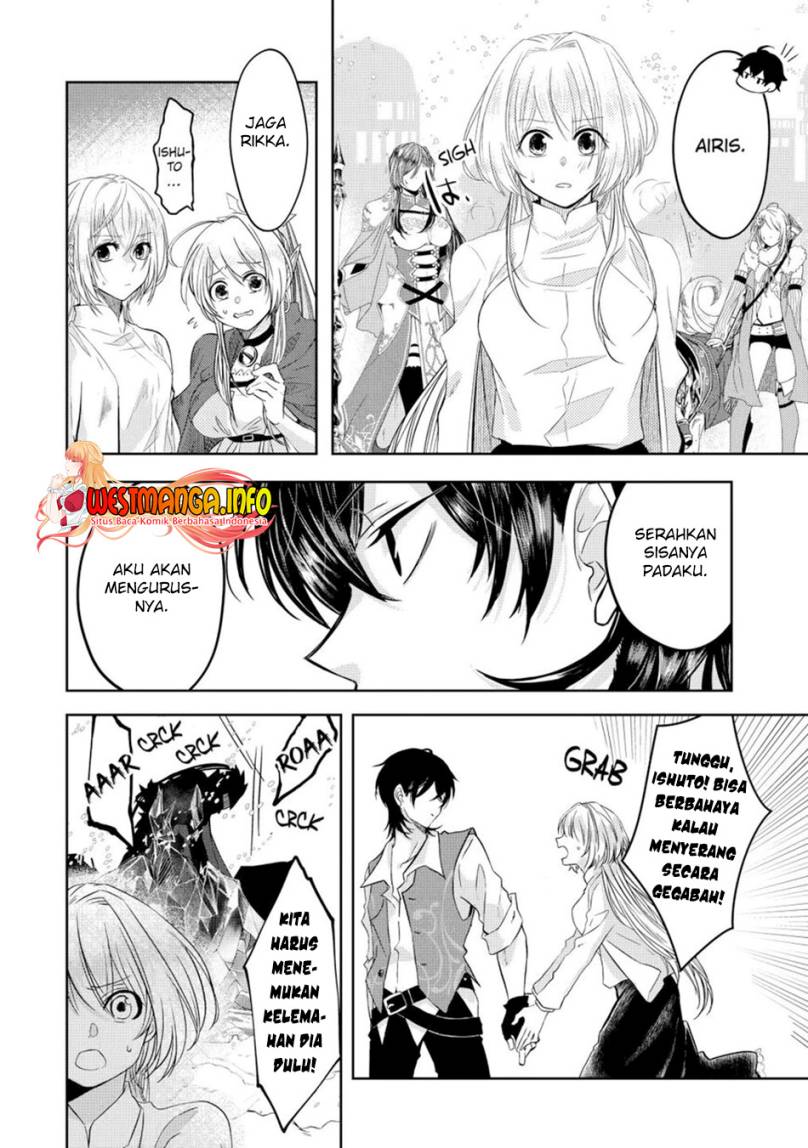 AIRIS.
SIGH
は、
JAGA
RIKKA.
ISHU-
TO
...
WESTMANGA.INFO
Situs Baca Komik Berbahasa Indonesia
SERAHKAN
SISANYA
PADAKU.
AKU AKAN
MENGURUS-
NYA.
TUNGGU,
ISHUTO! BISA
BERBAHAYA
KALAU
MENYERANG
SECARA
GEGABAH!
GRAB
ROAA
AAAR
CRCK
CRCK
CRCK
KITA
HARUS
MENE-
MUKAN
KELEMA-
HAN DIA
DULU!